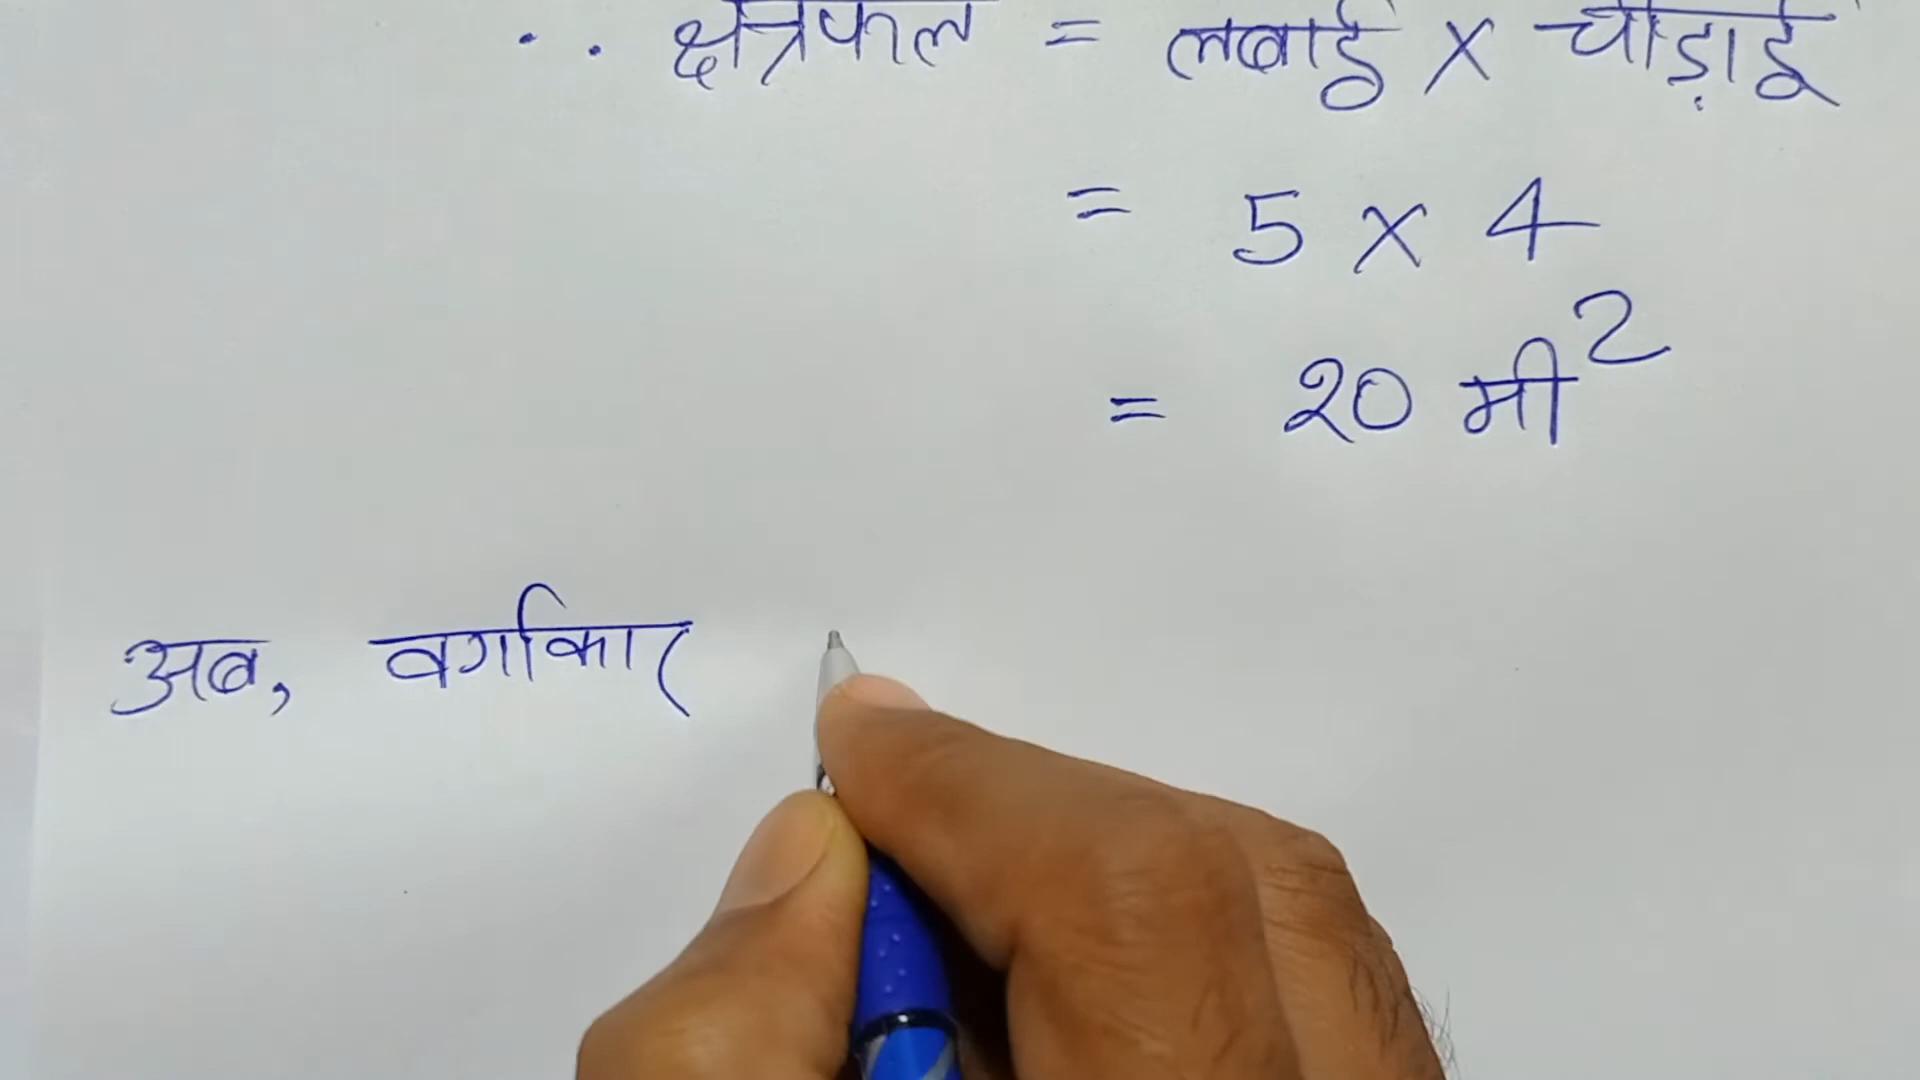 ∴ क्षेत्रफल = लंबाई × चौड़ाई
= 5 × 4
= 20 मी²
अब, वर्गाकार